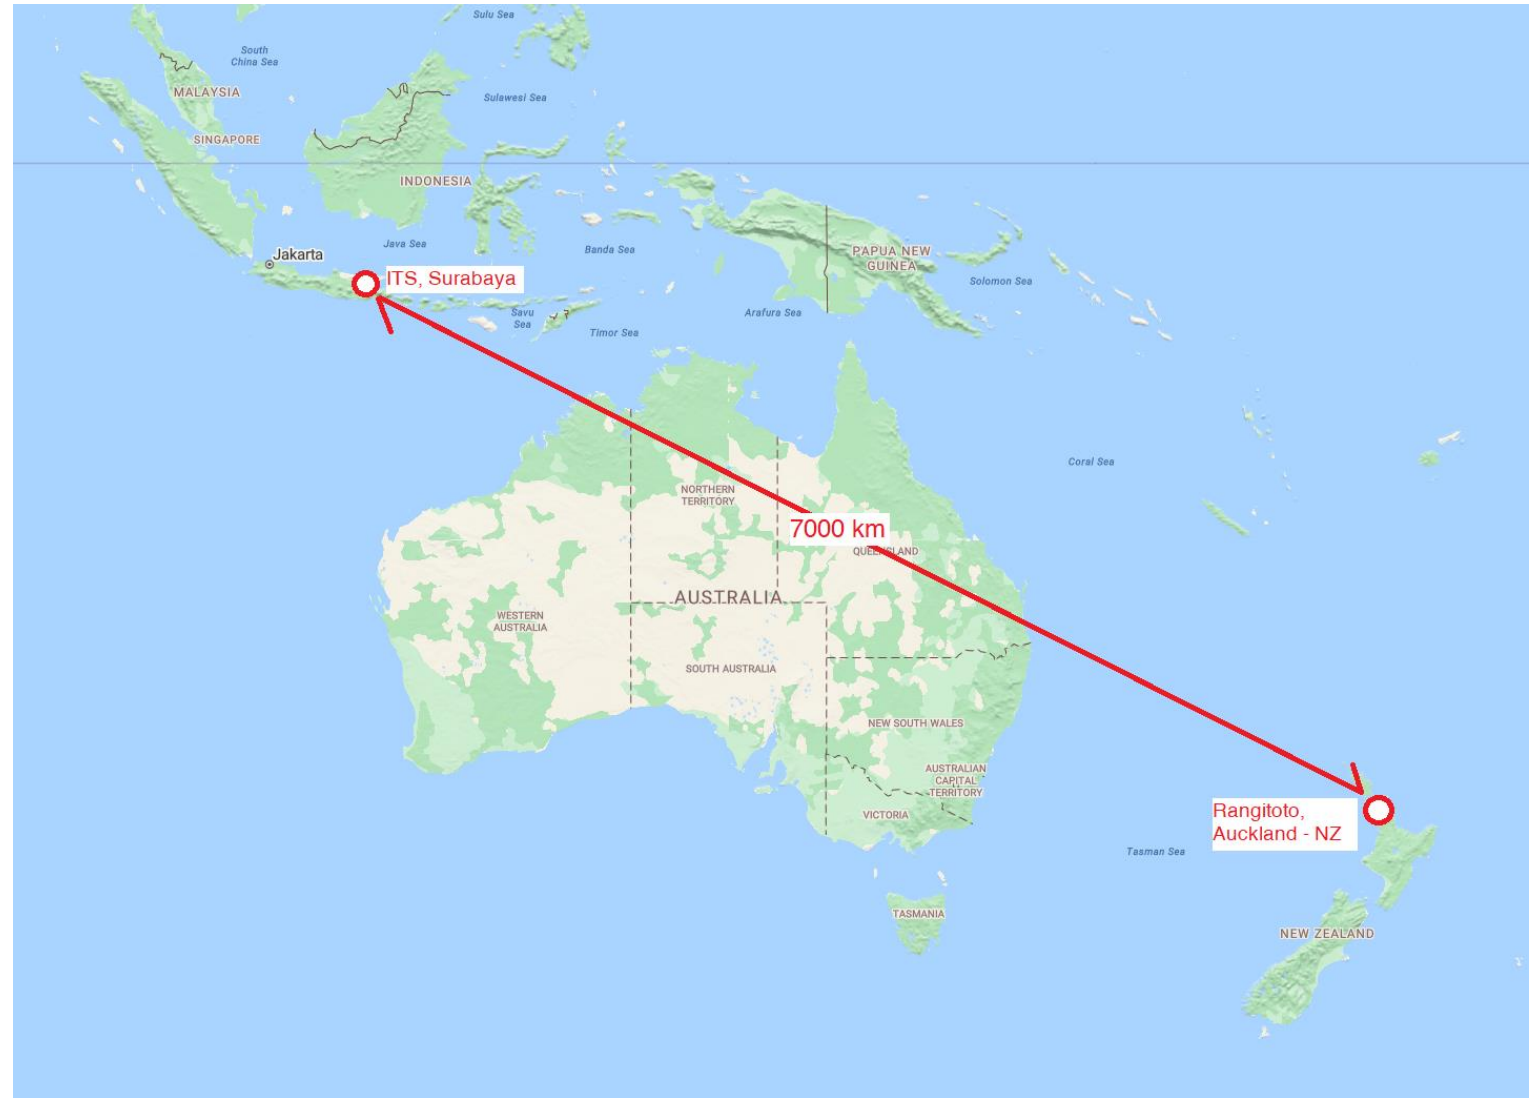 Sulu Sea
South
China Sea
MALAYSIA
Sulawesi Sea
SINGAPORE
INDONESIA
Java Sea
Banda Sea
Jakarta
PAPUA NEW
GUINEA
ITS, Surabaya
Solomon Sea
Savu
Sea
Arafura Sea
Timor Sea
Coral Sea
NORTHERN
TERRITORY
7000 km
QUEENSLAND
AUSTRALIA
WESTERN
AUSTRALIA
SOUTH AUSTRALIA
NEW SOUTH WALES
AUSTRALIAN
CAPITAL
TERRITORY
VICTORIA
Rangitoto,
Auckland - NZ
Tasman Sea
TASMANIA
NEW ZEALAND